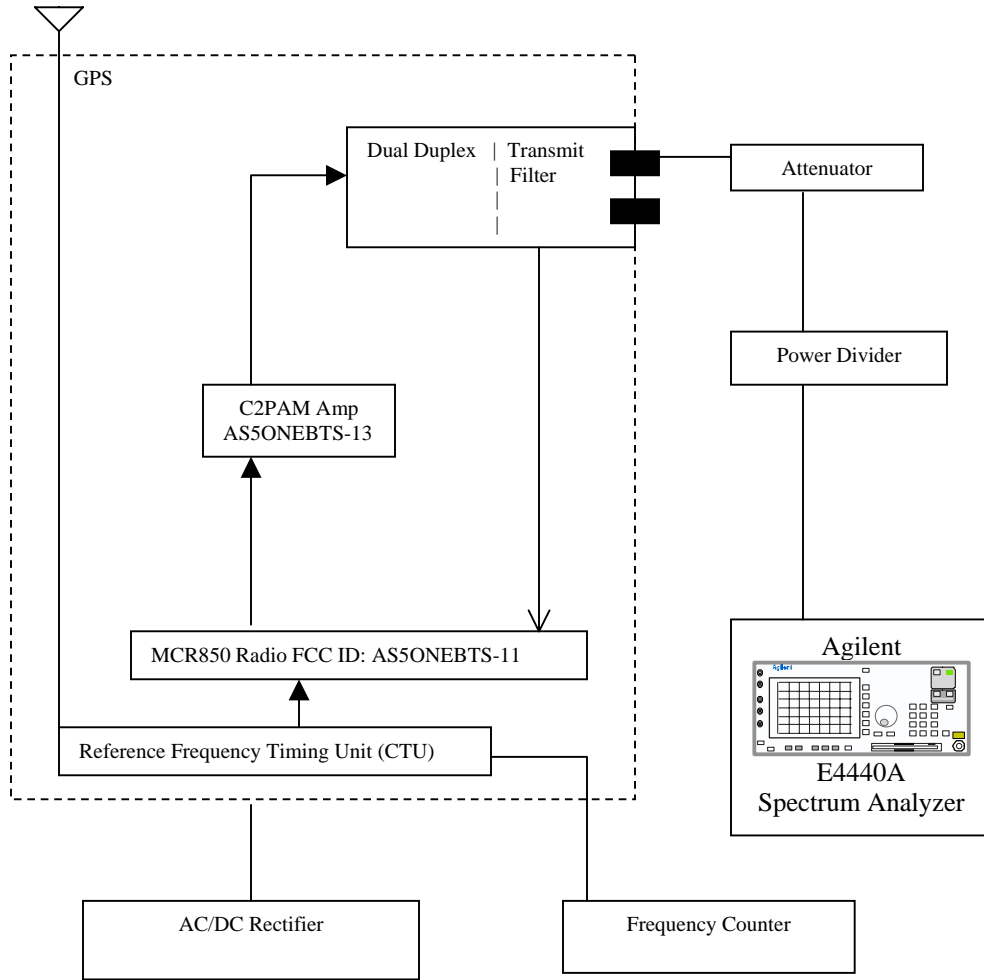 GPS
Dual Duplex | Transmit
| Filter
|
|
Attenuator
Power Divider
C2PAM Amp
AS5ONEBTS-13
MCR850 Radio FCC ID: AS5ONEBTS-11
Reference Frequency Timing Unit (CTU)
Agilent
Agilent
E4440A
Spectrum Analyzer
AC/DC Rectifier
Frequency Counter